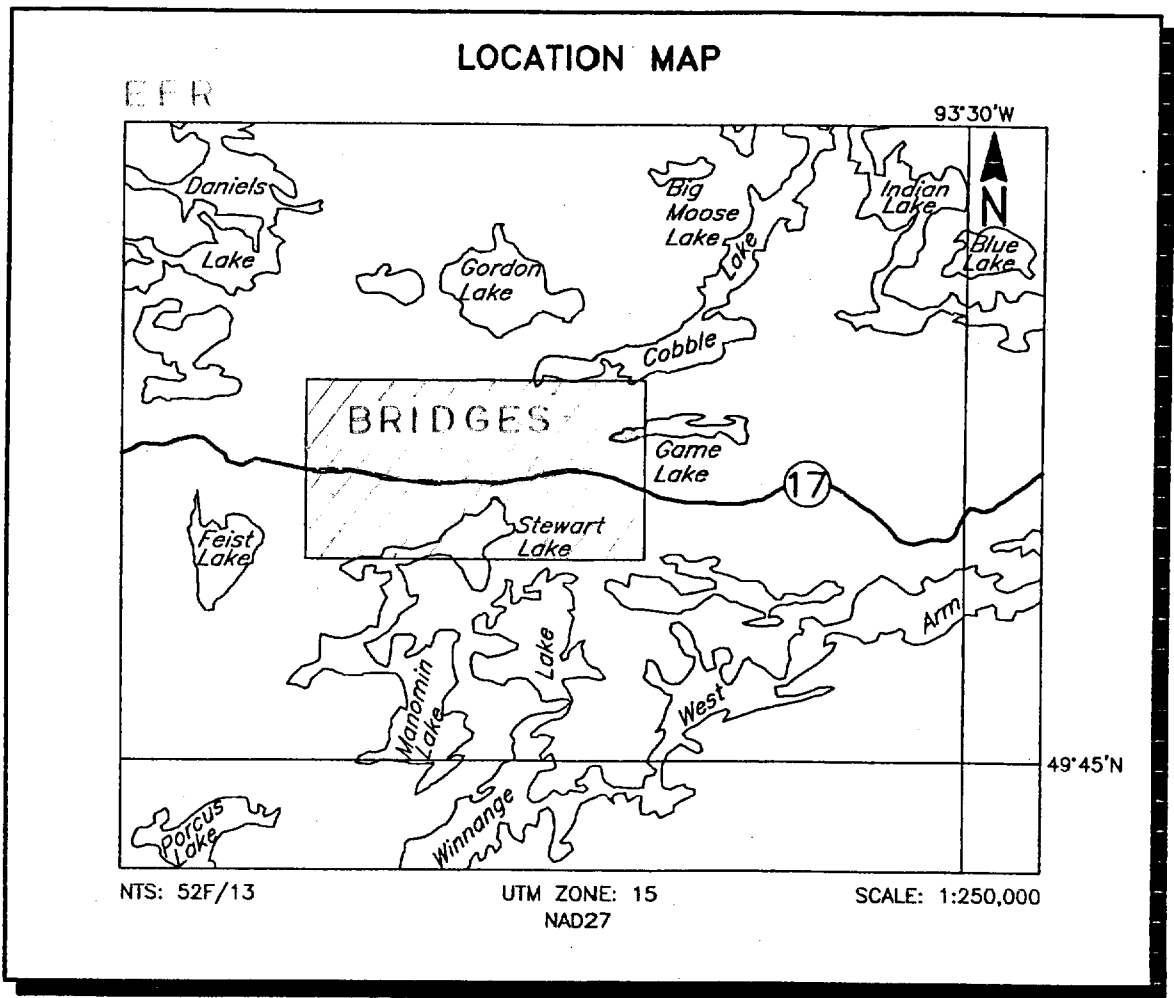 LOCATION MAP
EFR
93°30'W
Daniels
Lake
Big
Moose
Lake
Indian
Lake
N
Blue
Lake
Gordon
Lake
Lake
Cobble
BRIDGES
Game
Lake
17
Feist
Lake
Stewart
Lake
Arm
Lake
West
Manomin
Lake
49°45'N
Porcus
Lake
Winnange
NTS: 52F/13
UTM ZONE: 15
SCALE: 1:250,000
NAD27